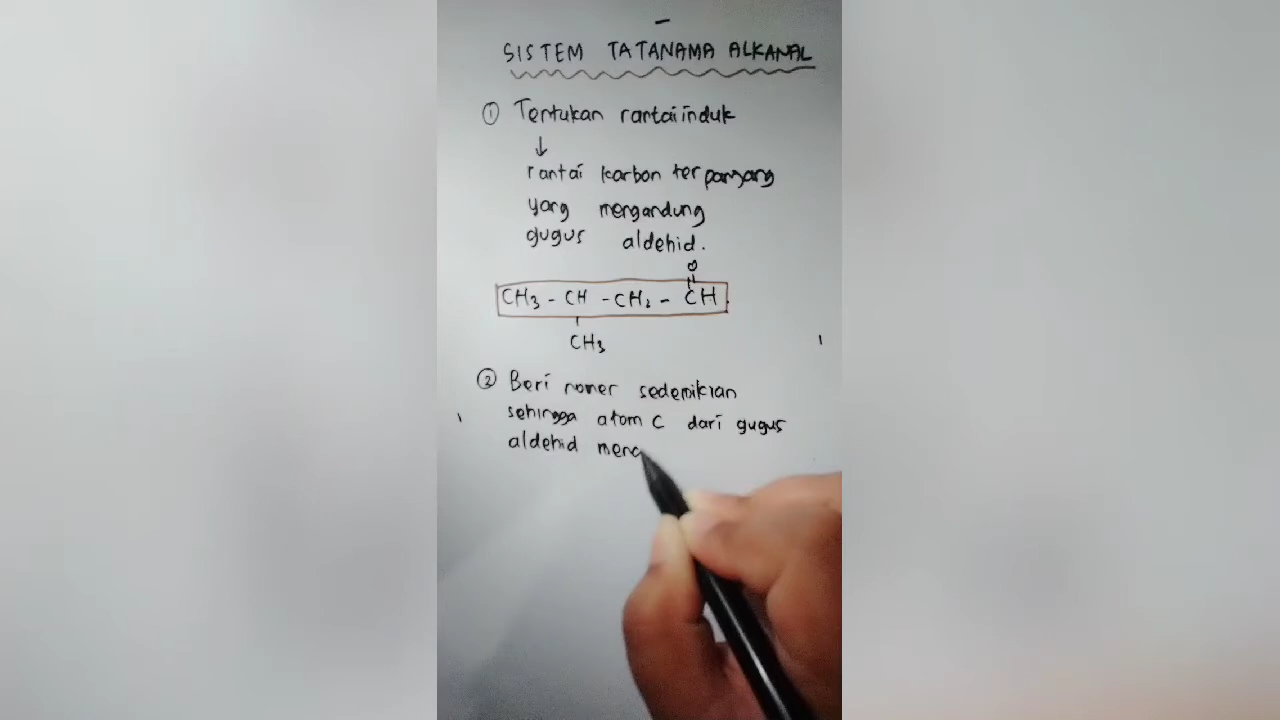 SISTEM TATANAMA ALKANAL
① Tentukan rantai induk
↓
rantai karbon terpanjang
yang mengandung
gugus aldehid.
O
CH3 - CH - CH2 - CH
CH3
② Beri nomer sedemikian
sehingga atom C dari gugus
aldehid menc